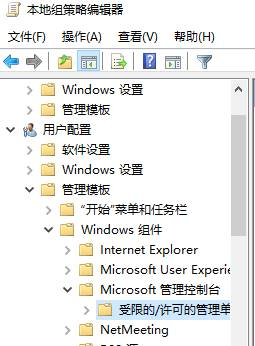 本地组策略编辑器
文件(F) 操作(A) 查看(V) 帮助(H)
Windows 设置
管理模板
用户配置
软件设置
Windows 设置
管理模板
“开始”菜单和任务栏
Windows 组件
Internet Explorer
Microsoft User Experie
Microsoft 管理控制台
受限的/许可的管理单
NetMeeting